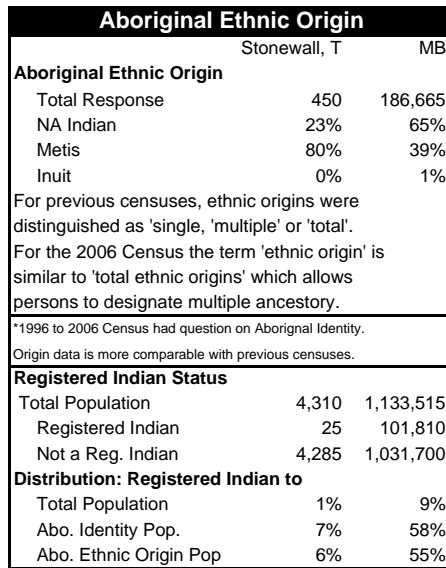 Aboriginal Ethnic Origin
Stonewall, T MB
Aboriginal Ethnic Origin
Total Response 450 186,665
NA Indian 23% 65%
Metis 80% 39%
Inuit 0% 1%
For previous censuses, ethnic origins were
distinguished as 'single, 'multiple' or 'total'.
For the 2006 Census the term 'ethnic origin' is
similar to 'total ethnic origins' which allows
persons to designate multiple ancestory.
*1996 to 2006 Census had question on Aborignal Identity.
Origin data is more comparable with previous censuses.
Registered Indian Status
Total Population 4,310 1,133,515
Registered Indian 25 101,810
Not a Reg. Indian 4,285 1,031,700
Distribution: Registered Indian to
Total Population 1% 9%
Abo. Identity Pop. 7% 58%
Abo. Ethnic Origin Pop 6% 55%